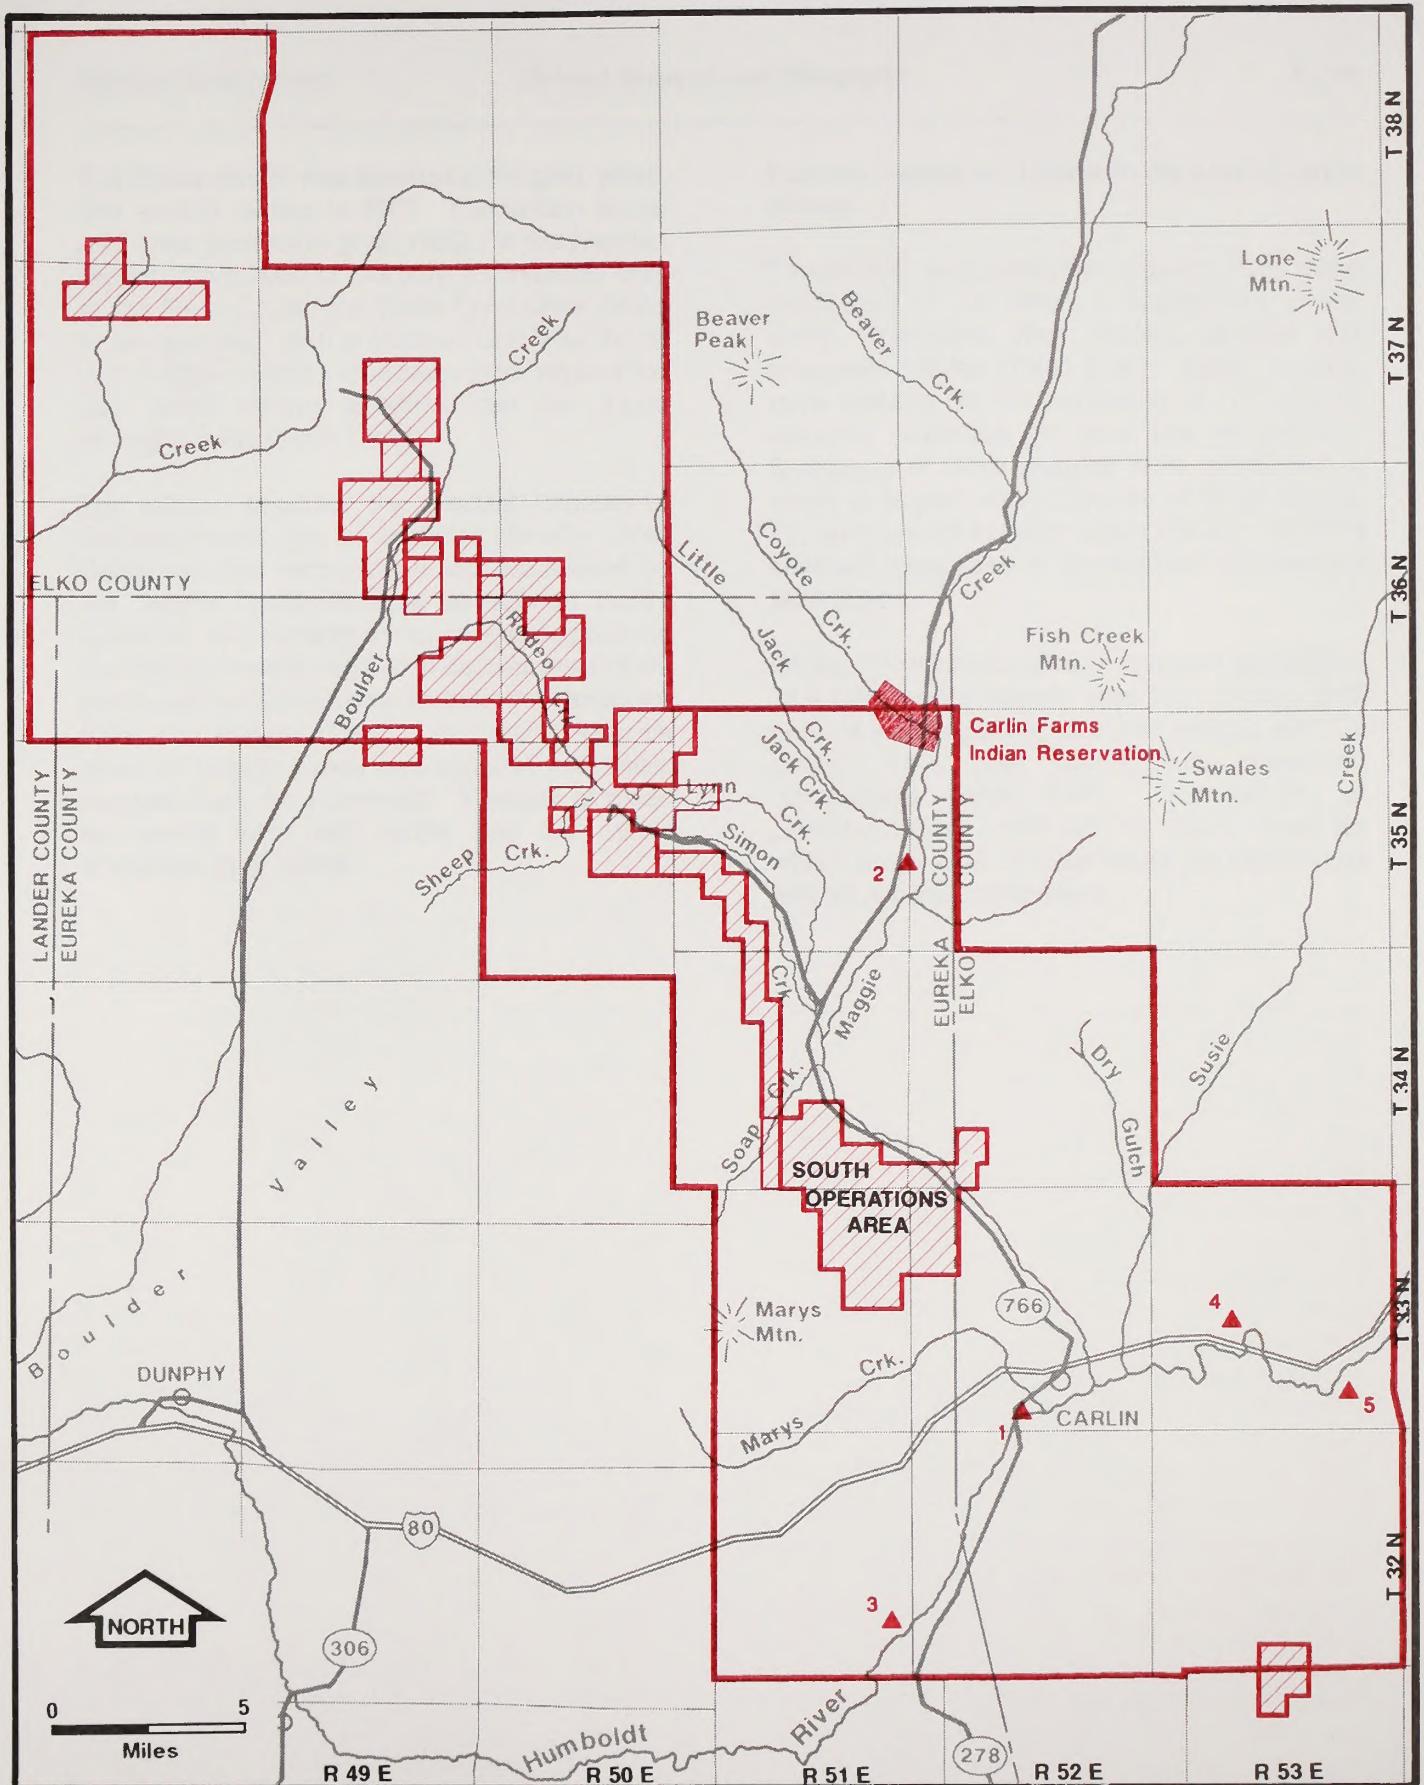 T 38 N
Lone
Mtn.
Beaver
Peak
Beaver
Crk.
T 37 N
Creek
Creek
Little
Coyote
Crk.
Creek
T 36 N
ELKO COUNTY
Jack
Crk.
Rodeo
Crk.
Fish Creek
Mtn.
Boulder
Carlin Farms
Indian Reservation
Jack Crk.
Swales
Mtn.
Creek
LANDER COUNTY
EUREKA COUNTY
Lynn
Crk.
Simon
Crk.
Sheep Crk.
2
EUREKA COUNTY
ELKO COUNTY
T 35 N
Maggie
Dry
Gulch
Susie
T 34 N
Valley
Soap
Crk.
SOUTH
OPERATIONS
AREA
Boulder
Marys
Mtn.
766
4
T 33 N
DUNPHY
Marys
Crk.
5
1
CARLIN
80
T 32 N
NORTH
306
3
0 5
Miles
Humboldt
River
278
R 49 E R 50 E R 51 E R 52 E R 53 E